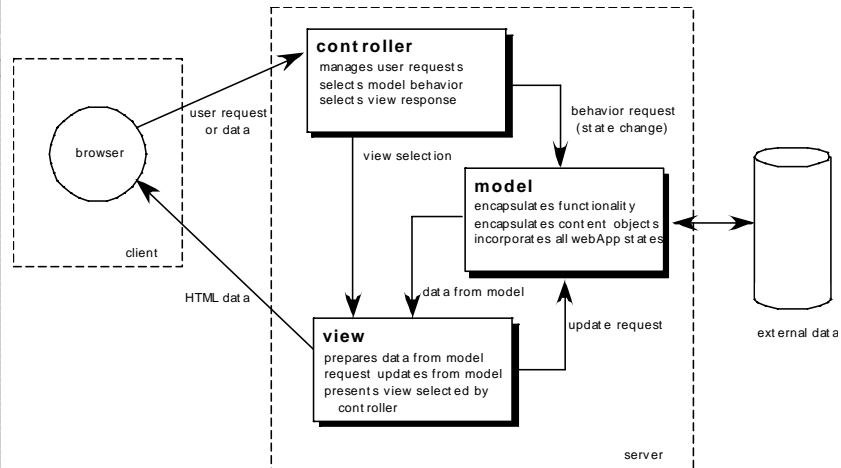 controller
manages user requests
selects model behavior
selects view response
user request
or data
behavior request
(state change)
browser
view selection
model
encapsulates functionality
encapsulates content objects
incorporates all webApp states
client
HTML data
data from model
update request
external data
view
prepares data from model
request updates from model
presents view selected by
controller
server